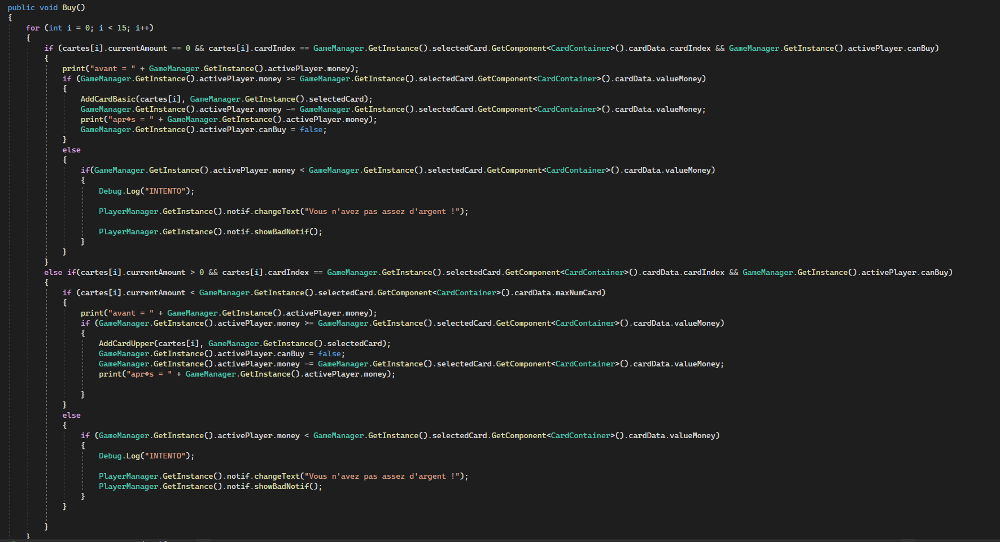 public void Buy()
{
for (int i = 0; i < 15; i++)
{
if (cartes[i].currentAmount == 0 && cartes[i].cardIndex == GameManager.GetInstance().selectedCard.GetComponent<CardContainer>().cardData.cardIndex && GameManager.GetInstance().activePlayer.canBuy)
{
print("avant = " + GameManager.GetInstance().activePlayer.money);
if (GameManager.GetInstance().activePlayer.money >= GameManager.GetInstance().selectedCard.GetComponent<CardContainer>().cardData.valueMoney)
{
AddCardBasic(cartes[i], GameManager.GetInstance().selectedCard);
GameManager.GetInstance().activePlayer.money -= GameManager.GetInstance().selectedCard.GetComponent<CardContainer>().cardData.valueMoney;
print("apr�s = " + GameManager.GetInstance().activePlayer.money);
GameManager.GetInstance().activePlayer.canBuy = false;
}
else
{
if(GameManager.GetInstance().activePlayer.money < GameManager.GetInstance().selectedCard.GetComponent<CardContainer>().cardData.valueMoney)
{
Debug.Log("INTENTO");
PlayerManager.GetInstance().notif.changeText("Vous n'avez pas assez d'argent !");
PlayerManager.GetInstance().notif.showBadNotif();
}
}
}
else if(cartes[i].currentAmount > 0 && cartes[i].cardIndex == GameManager.GetInstance().selectedCard.GetComponent<CardContainer>().cardData.cardIndex && GameManager.GetInstance().activePlayer.canBuy)
{
if (cartes[i].currentAmount < GameManager.GetInstance().selectedCard.GetComponent<CardContainer>().cardData.maxNumCard)
{
print("avant = " + GameManager.GetInstance().activePlayer.money);
if (GameManager.GetInstance().activePlayer.money >= GameManager.GetInstance().selectedCard.GetComponent<CardContainer>().cardData.valueMoney)
{
AddCardUpper(cartes[i], GameManager.GetInstance().selectedCard);
GameManager.GetInstance().activePlayer.canBuy = false;
GameManager.GetInstance().activePlayer.money -= GameManager.GetInstance().selectedCard.GetComponent<CardContainer>().cardData.valueMoney;
print("apr�s = " + GameManager.GetInstance().activePlayer.money);
}
}
else
{
if (GameManager.GetInstance().activePlayer.money < GameManager.GetInstance().selectedCard.GetComponent<CardContainer>().cardData.valueMoney)
{
Debug.Log("INTENTO");
PlayerManager.GetInstance().notif.changeText("Vous n'avez pas assez d'argent !");
PlayerManager.GetInstance().notif.showBadNotif();
}
}
}
}